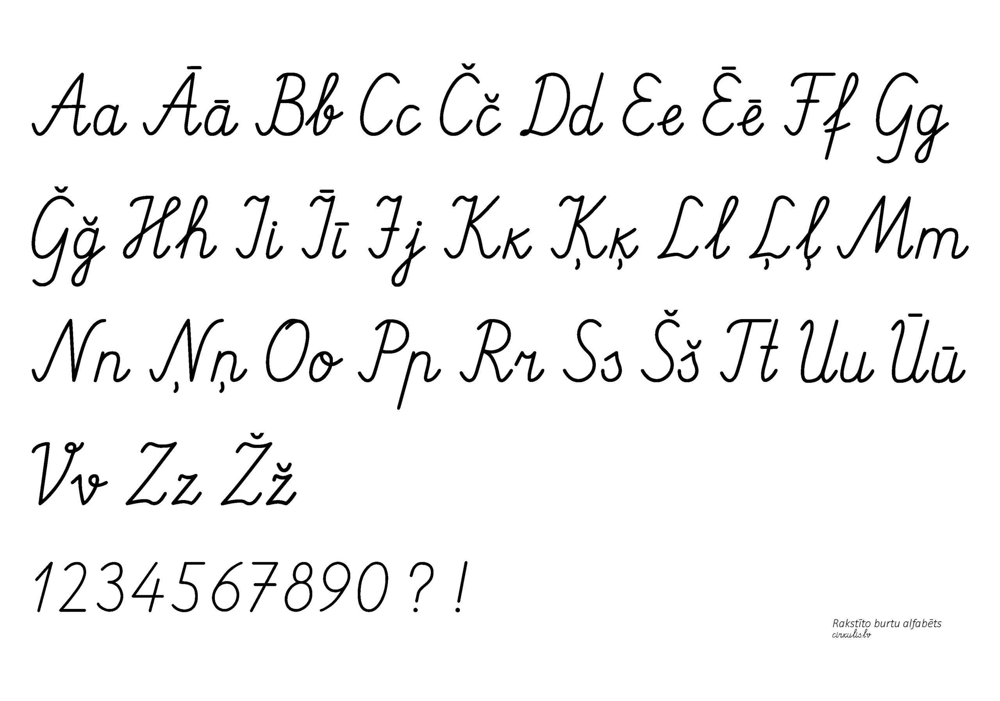 Aa Āā Bb Cc Čč Dd Ee Ēē Ff Gg
Ǧǧ Hh Ii Īī Jj Kk Ķķ Ll Ļļ Mm
Nn Ņņ Oo Pp Rr Ss Šš Tt Uu Ūū
Vv Zz Žž
1234567890 ? !
Rakstīto burtu alfabēts
cirkulis.lv